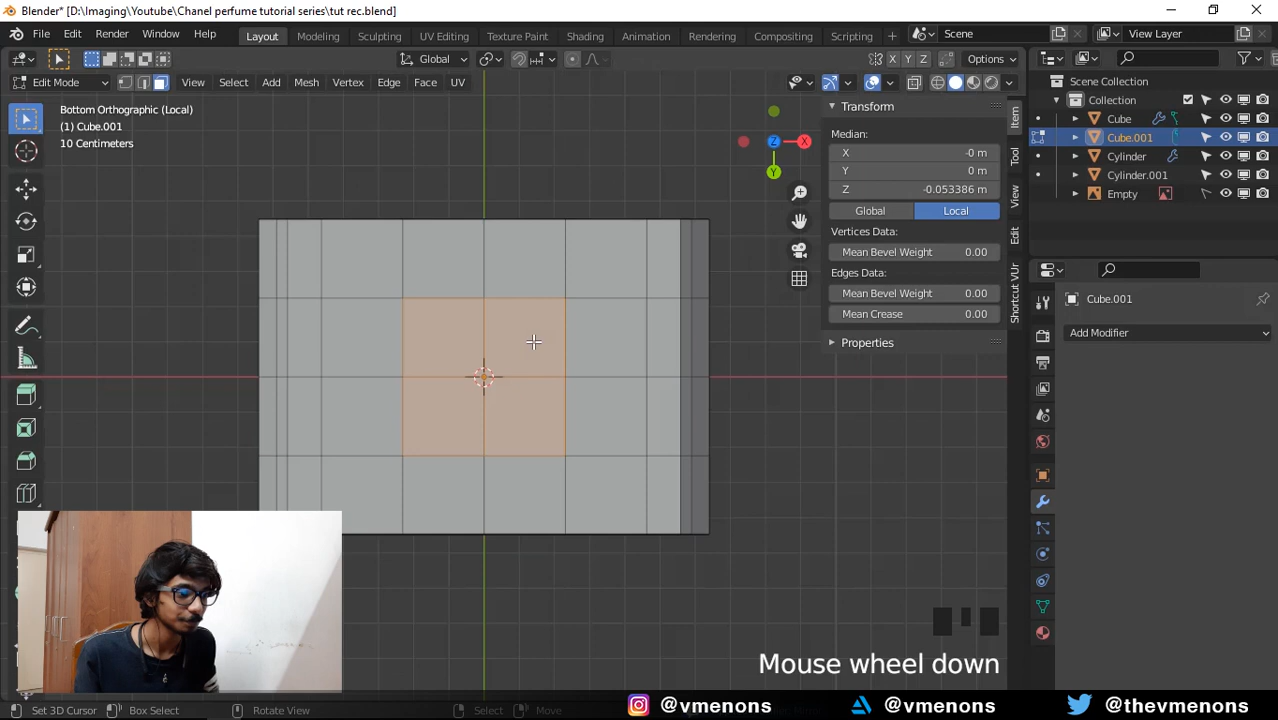 Blender* [D:\Imaging\Youtube\Chanel perfume tutorial series\tut rec.blend]
File Edit Render Window Help Layout Modeling Sculpting UV Editing Texture Paint Shading Animation Rendering Compositing Scripting + Scene View Layer
Global X Y Z Options
Edit Mode View Select Add Mesh Vertex Edge Face UV
Bottom Orthographic (Local)
(1) Cube.001
10 Centimeters
X
Y
Z
Transform
Median:
X -0 m
Y 0 m
Z -0.053386 m
Global Local
Vertices Data:
Mean Bevel Weight 0.00
Edges Data:
Mean Bevel Weight 0.00
Mean Crease 0.00
Properties
Item
Tool
View
Edit
Shortcut VUr
Scene Collection
Collection
Cube
Cube.001
Cylinder
Cylinder.001
Empty
Cube.001
Add Modifier
Mouse wheel down
@vmenons @vmenons @thevmenons
Set 3D Cursor Box Select Rotate View Select Move